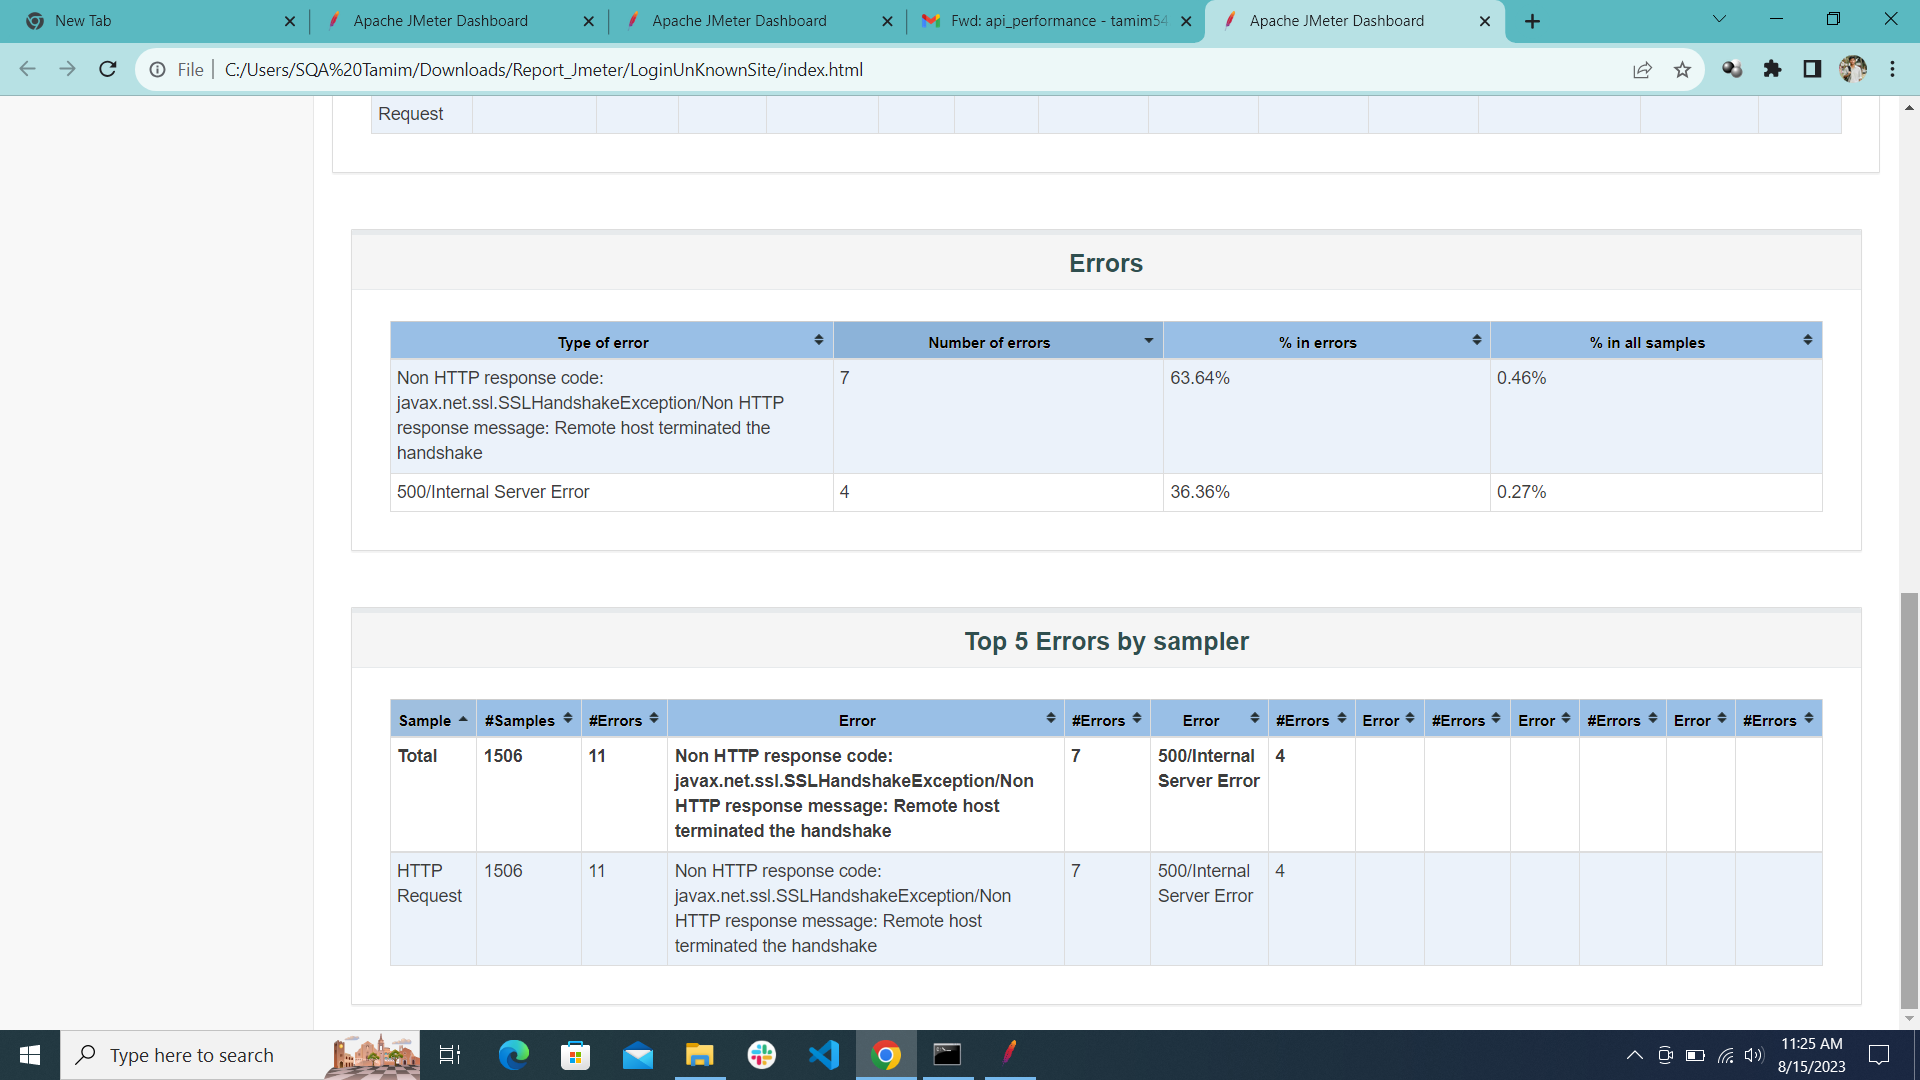 New Tab
Apache JMeter Dashboard
Apache JMeter Dashboard
Fwd: api_performance - tamim54
Apache JMeter Dashboard
File
C:/Users/SQA%20Tamim/Downloads/Report_Jmeter/LoginUnKnownSite/index.html
Request
Errors
Type of error Number of errors % in errors % in all samples
Non HTTP response code:
javax.net.ssl.SSLHandshakeException/Non HTTP
response message: Remote host terminated the
handshake
7 63.64% 0.46%
500/Internal Server Error 4 36.36% 0.27%
Top 5 Errors by sampler
Sample #Samples #Errors Error #Errors Error #Errors Error #Errors Error #Errors Error #Errors
Total 1506 11
Non HTTP response code:
javax.net.ssl.SSLHandshakeException/Non
HTTP response message: Remote host
terminated the handshake
7
500/Internal
Server Error
4
HTTP
Request
1506 11
Non HTTP response code:
javax.net.ssl.SSLHandshakeException/Non
HTTP response message: Remote host
terminated the handshake
7
500/Internal
Server Error
4
Type here to search
11:25 AM
8/15/2023